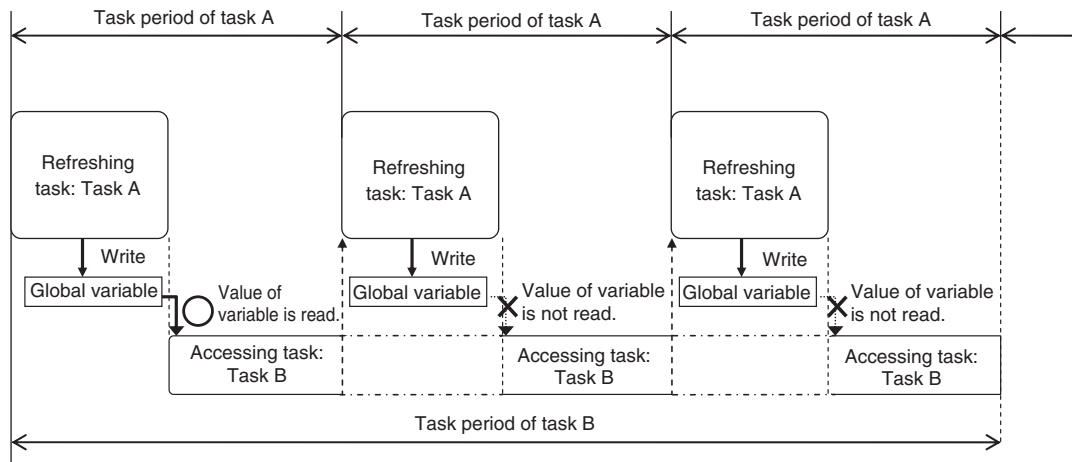 Task period of task A
Task period of task A
Task period of task A
Refreshing
task: Task A
Refreshing
task: Task A
Refreshing
task: Task A
Write
Write
Write
Global variable
Global variable
Global variable
Value of
variable is read.
Value of variable
is not read.
Value of variable
is not read.
Accessing task:
Task B
Accessing task:
Task B
Accessing task:
Task B
Task period of task B